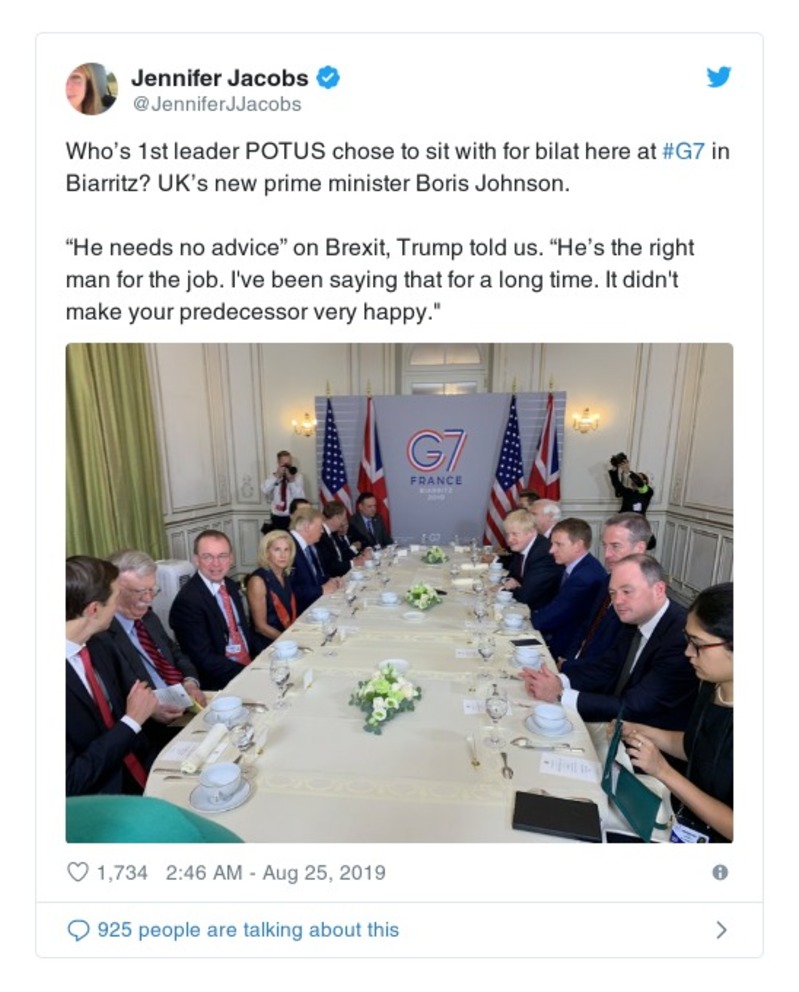 Jennifer Jacobs
@JenniferJJacobs
Who’s 1st leader POTUS chose to sit with for bilat here at #G7 in
Biarritz? UK’s new prime minister Boris Johnson.
“He needs no advice” on Brexit, Trump told us. “He’s the right
man for the job. I've been saying that for a long time. It didn't
make your predecessor very happy."
G7
FRANCE
BIARRITZ
2019
1,734 2:46 AM - Aug 25, 2019
925 people are talking about this